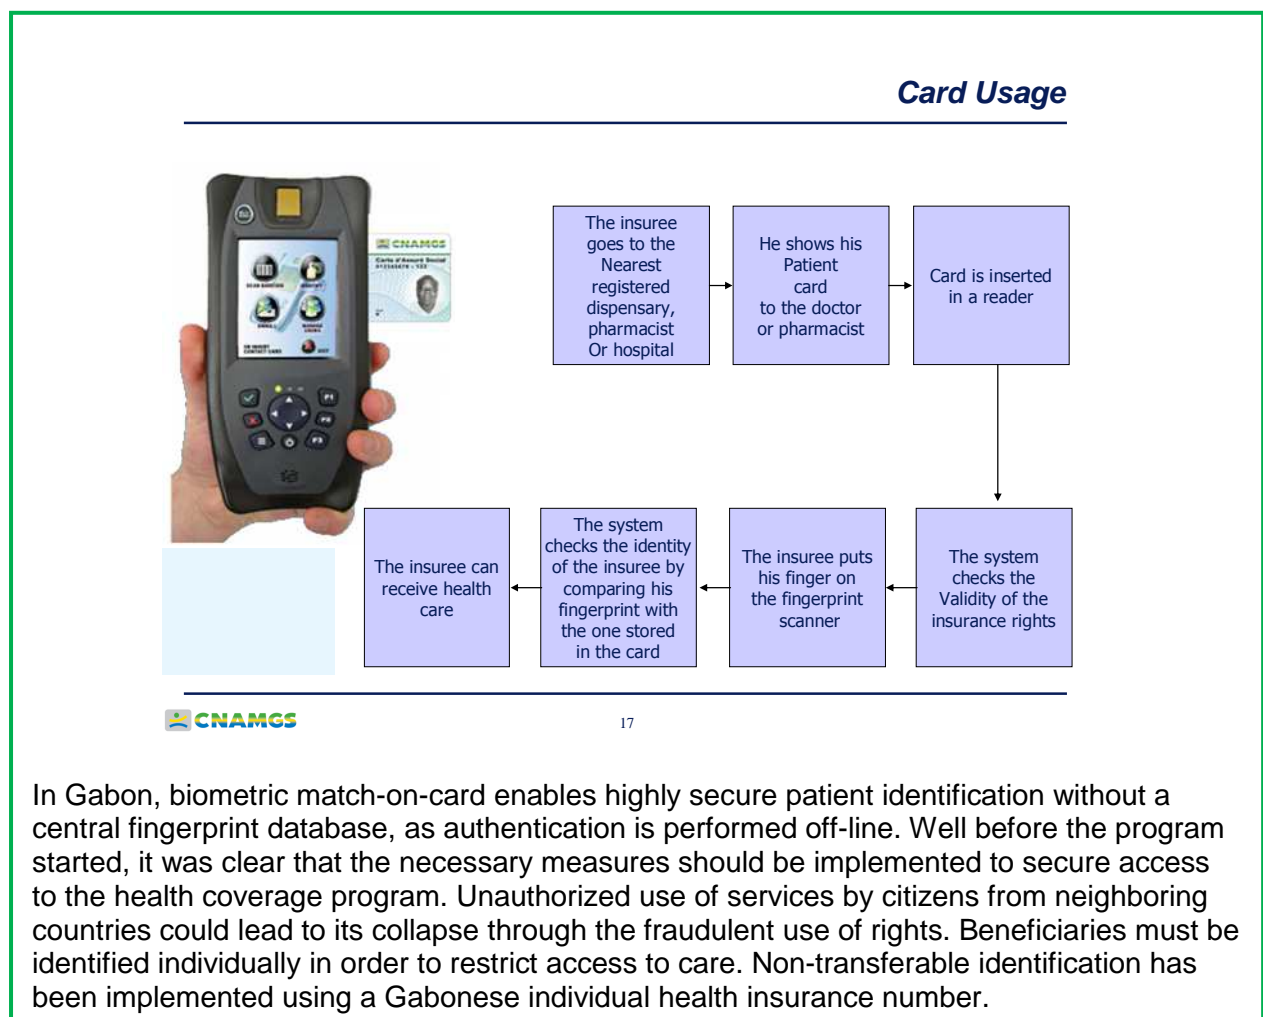 Card Usage
CNAMGS
Carte d'Assuré Social
The insuree
goes to the
Nearest
registered
dispensary,
pharmacist
Or hospital
He shows his
Patient
card
to the doctor
or pharmacist
Card is inserted
in a reader
P1
P2
P3
The insuree can
receive health
care
The system
checks the identity
of the insuree by
comparing his
fingerprint with
the one stored
in the card
The insuree puts
his finger on
the fingerprint
scanner
The system
checks the
Validity of the
insurance rights
CNAMGS
17
In Gabon, biometric match-on-card enables highly secure patient identification without a
central fingerprint database, as authentication is performed off-line. Well before the program
started, it was clear that the necessary measures should be implemented to secure access
to the health coverage program. Unauthorized use of services by citizens from neighboring
countries could lead to its collapse through the fraudulent use of rights. Beneficiaries must be
identified individually in order to restrict access to care. Non-transferable identification has
been implemented using a Gabonese individual health insurance number.